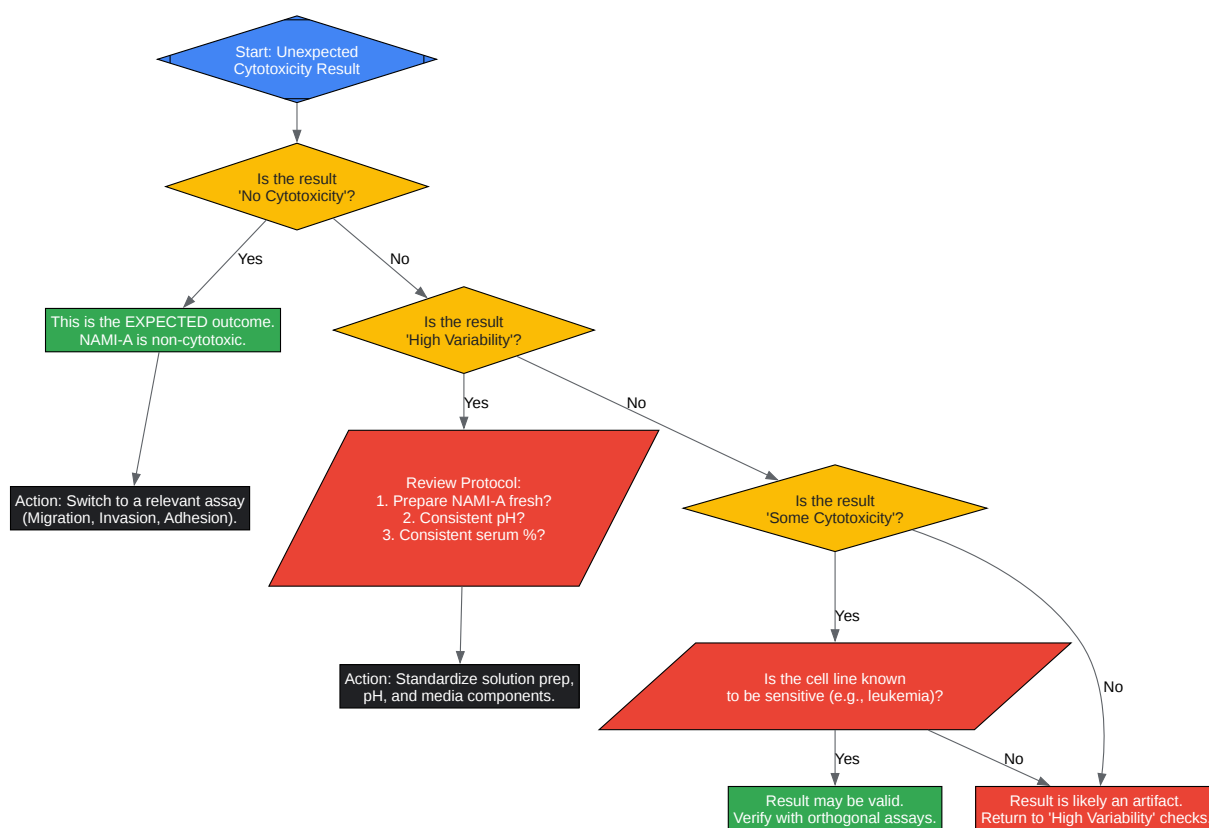 Start: Unexpected
Cytotoxicity Result
Is the result
'No Cytotoxicity'?
Yes
No
This is the EXPECTED outcome.
NAMI-A is non-cytotoxic.
Is the result
'High Variability'?
Yes
No
Action: Switch to a relevant assay
(Migration, Invasion, Adhesion).
Review Protocol:
1. Prepare NAMI-A fresh?
2. Consistent pH?
3. Consistent serum %?
Is the result
'Some Cytotoxicity'?
Yes
No
Action: Standardize solution prep,
pH, and media components.
Is the cell line known
to be sensitive (e.g., leukemia)?
Yes
No
Result may be valid.
Verify with orthogonal assays.
Result is likely an artifact.
Return to 'High Variability' checks.